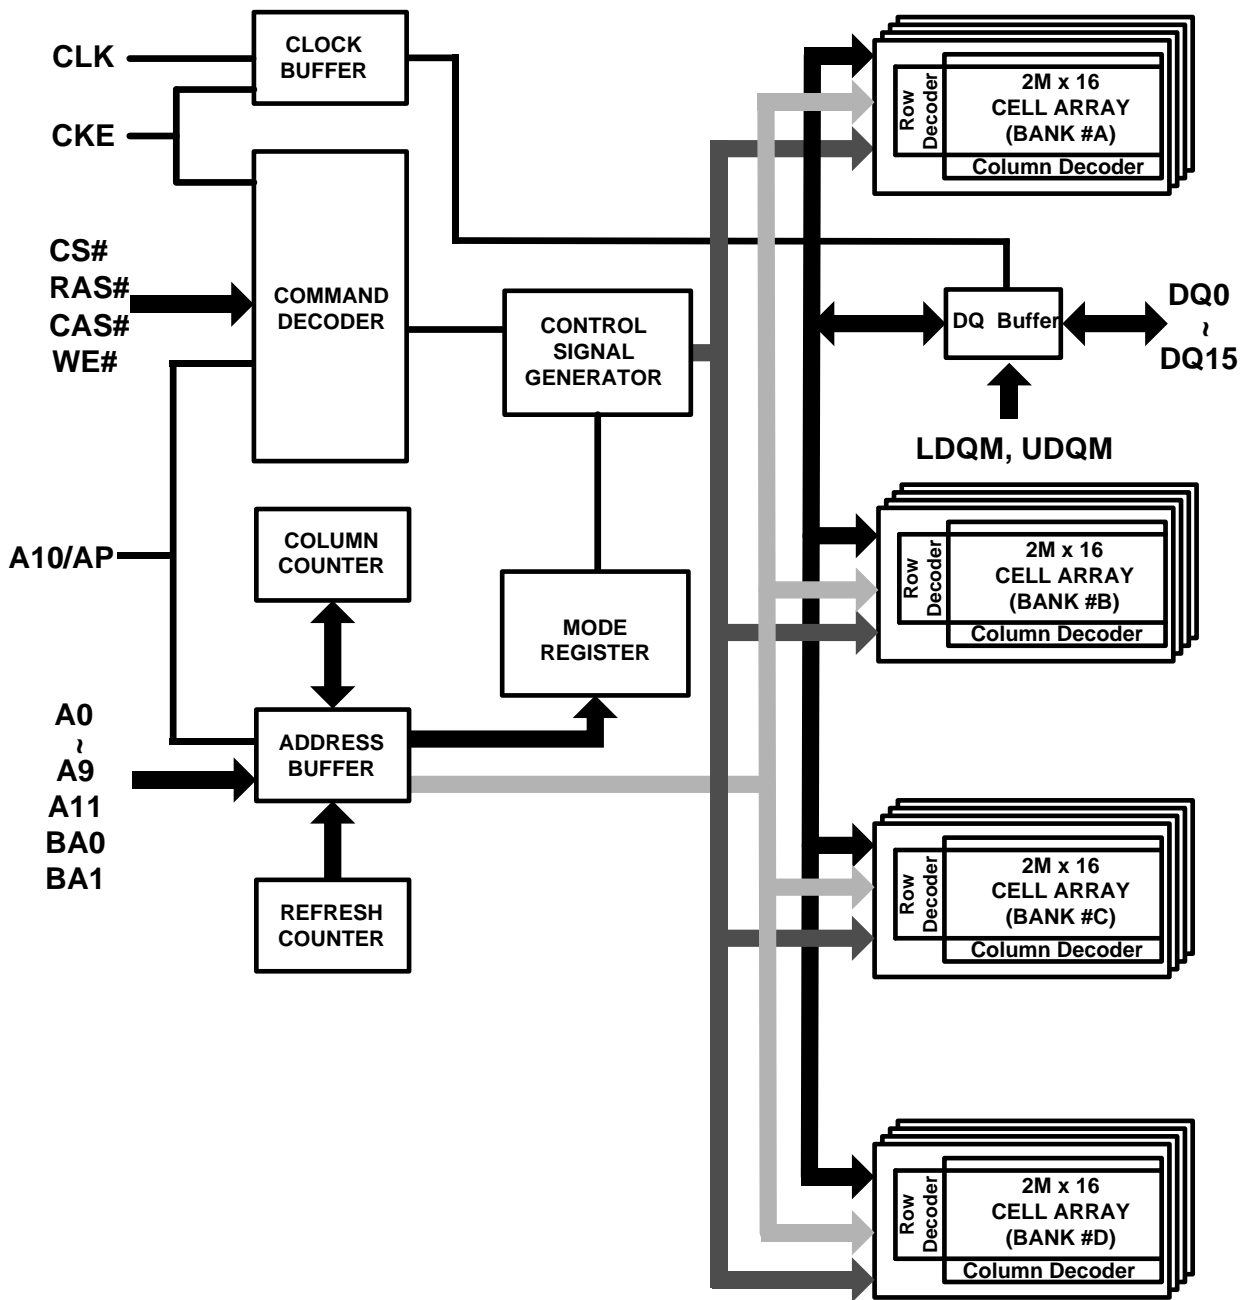 CLK
CKE
CLOCK
BUFFER
CS#
RAS#
CAS#
WE#
COMMAND
DECODER
CONTROL
SIGNAL
GENERATOR
A10/AP
COLUMN
COUNTER
MODE
REGISTER
A0
~
A9
A11
BA0
BA1
ADDRESS
BUFFER
REFRESH
COUNTER
Row
Decoder
2M x 16
CELL ARRAY
(BANK #A)
Column Decoder
DQ Buffer
DQ0
~
DQ15
LDQM, UDQM
Row
Decoder
2M x 16
CELL ARRAY
(BANK #B)
Column Decoder
Row
Decoder
2M x 16
CELL ARRAY
(BANK #C)
Column Decoder
Row
Decoder
2M x 16
CELL ARRAY
(BANK #D)
Column Decoder